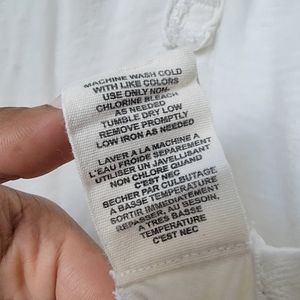 MACHINE WASH COLD
WITH LIKE COLORS
USE ONLY NON-
CHLORINE BLEACH
AS NEEDED
TUMBLE DRY LOW
REMOVE PROMPTLY
LOW IRON AS NEEDED
LAVER A LA MACHINE A
L'EAU FROIDE SEPAREMENT
UTILISER UN JAVELLISANT
NON CHLORE QUAND
C'EST NEC
SECHER PAR CULBUTAGE
A BASSE TEMPERATURE
SORTIR IMMEDIATEMENT
REPASSER, AU BESOIN,
A TRES BASSE
TEMPERATURE
C'EST NEC